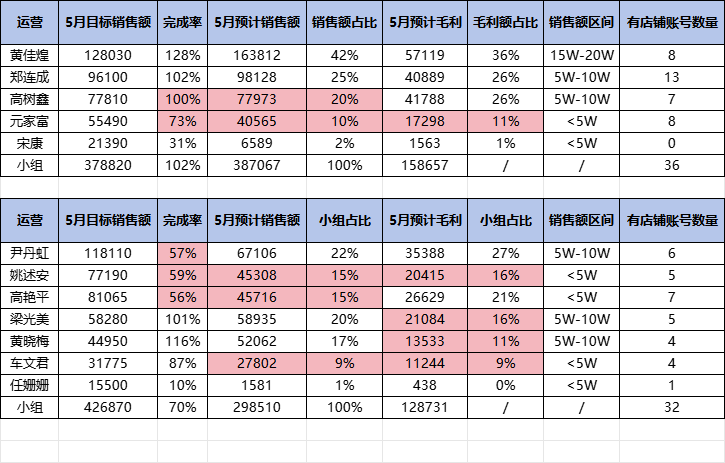 运营 5月目标销售额 完成率 5月预计销售额 销售额占比 5月预计毛利 毛利额占比 销售额区间 有店铺账号数量
黄佳煌 128030 128% 163812 42% 57119 36% 15W-20W 8
郑连成 96100 102% 98128 25% 40889 26% 5W-10W 13
高树鑫 77810 100% 77973 20% 41788 26% 5W-10W 7
元家富 55490 73% 40565 10% 17298 11% <5W 8
宋康 21390 31% 6589 2% 1563 1% <5W 0
小组 378820 102% 387067 100% 158657 / / 36
运营 5月目标销售额 完成率 5月预计销售额 小组占比 5月预计毛利 小组占比 销售额区间 有店铺账号数量
尹丹虹 118110 57% 67106 22% 35388 27% 5W-10W 6
姚述安 77190 59% 45308 15% 20415 16% <5W 5
高艳平 81065 56% 45716 15% 26629 21% <5W 7
梁光美 58280 101% 58935 20% 21084 16% 5W-10W 5
黄晓梅 44950 116% 52062 17% 13533 11% 5W-10W 4
车文君 31775 87% 27802 9% 11244 9% <5W 4
任姗姗 15500 10% 1581 1% 438 0% <5W 1
小组 426870 70% 298510 100% 128731 / / 32